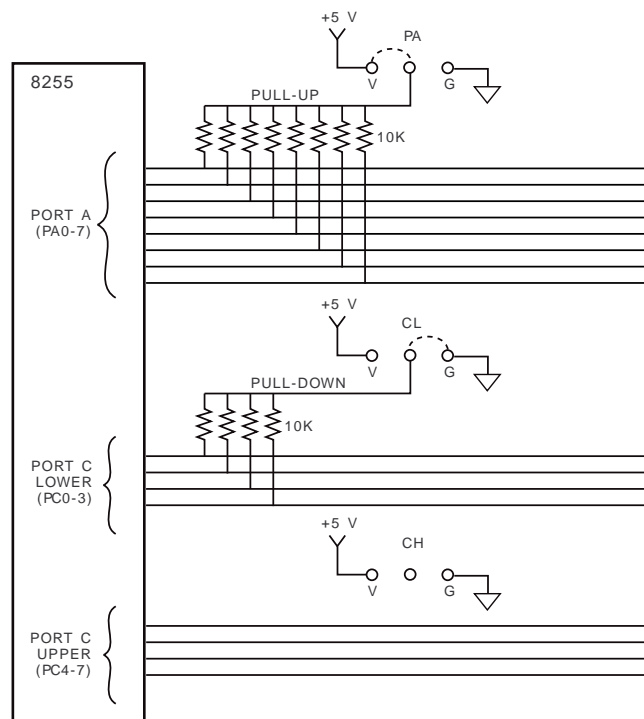 +5 V
PA
8255
V
G
PULL-UP
10K
PORT A
(PA0-7)
+5 V
CL
V
G
PULL-DOWN
10K
PORT C
LOWER
(PC0-3)
+5 V
CH
V
G
PORT C
UPPER
(PC4-7)